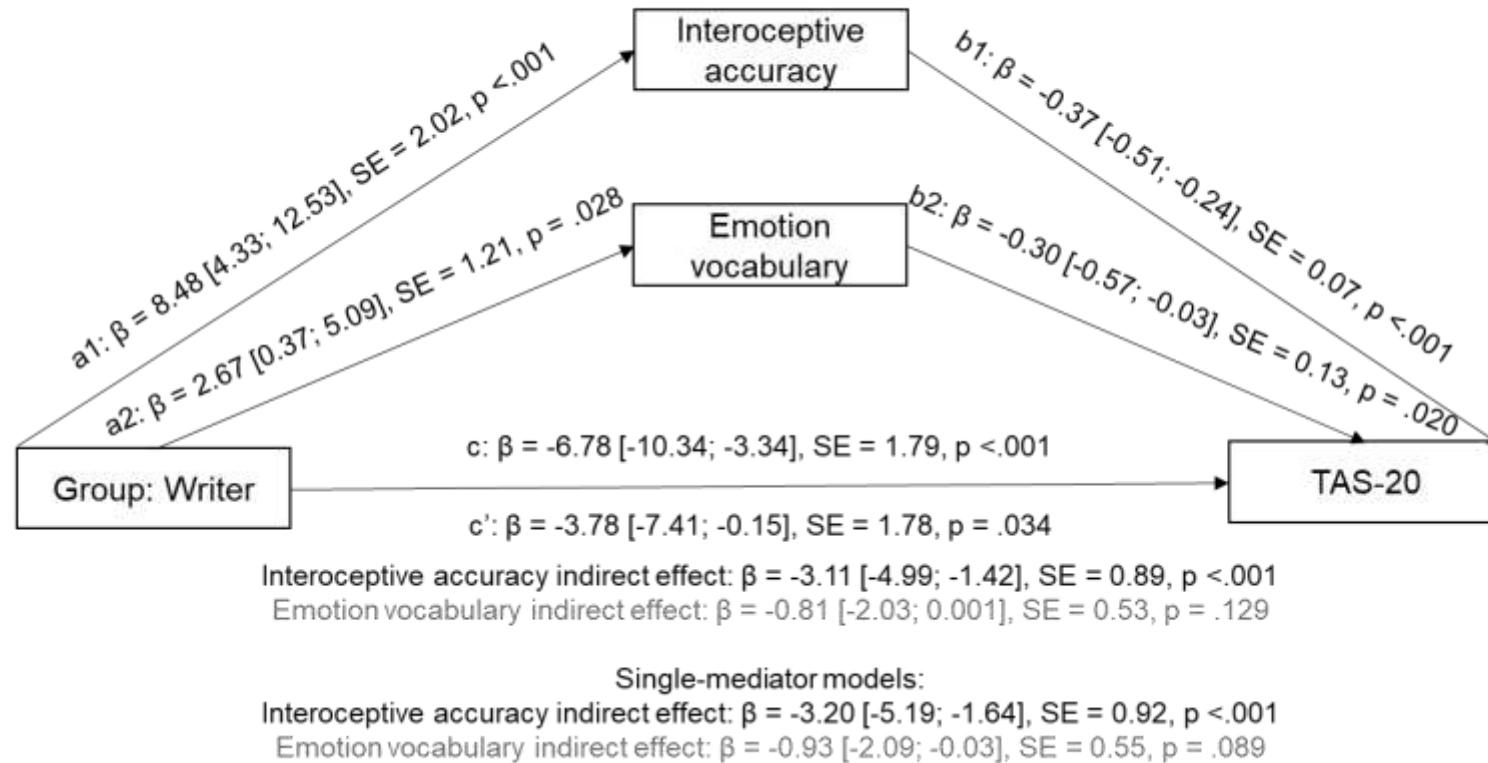 Interoceptive
accuracy
a1: β = 8.48 [4.33; 12.53], SE = 2.02, p <.001
b1: β = -0.37 [-0.51; -0.24], SE = 0.07, p <.001
Emotion
vocabulary
a2: β = 2.67 [0.37; 5.09], SE = 1.21, p = .028
b2: β = -0.30 [-0.57; -0.03], SE = 0.13, p = .020
Group: Writer
c: β = -6.78 [-10.34; -3.34], SE = 1.79, p <.001
TAS-20
c’: β = -3.78 [-7.41; -0.15], SE = 1.78, p = .034
Interoceptive accuracy indirect effect: β = -3.11 [-4.99; -1.42], SE = 0.89, p <.001
Emotion vocabulary indirect effect: β = -0.81 [-2.03; 0.001], SE = 0.53, p = .129
Single-mediator models:
Interoceptive accuracy indirect effect: β = -3.20 [-5.19; -1.64], SE = 0.92, p <.001
Emotion vocabulary indirect effect: β = -0.93 [-2.09; -0.03], SE = 0.55, p = .089